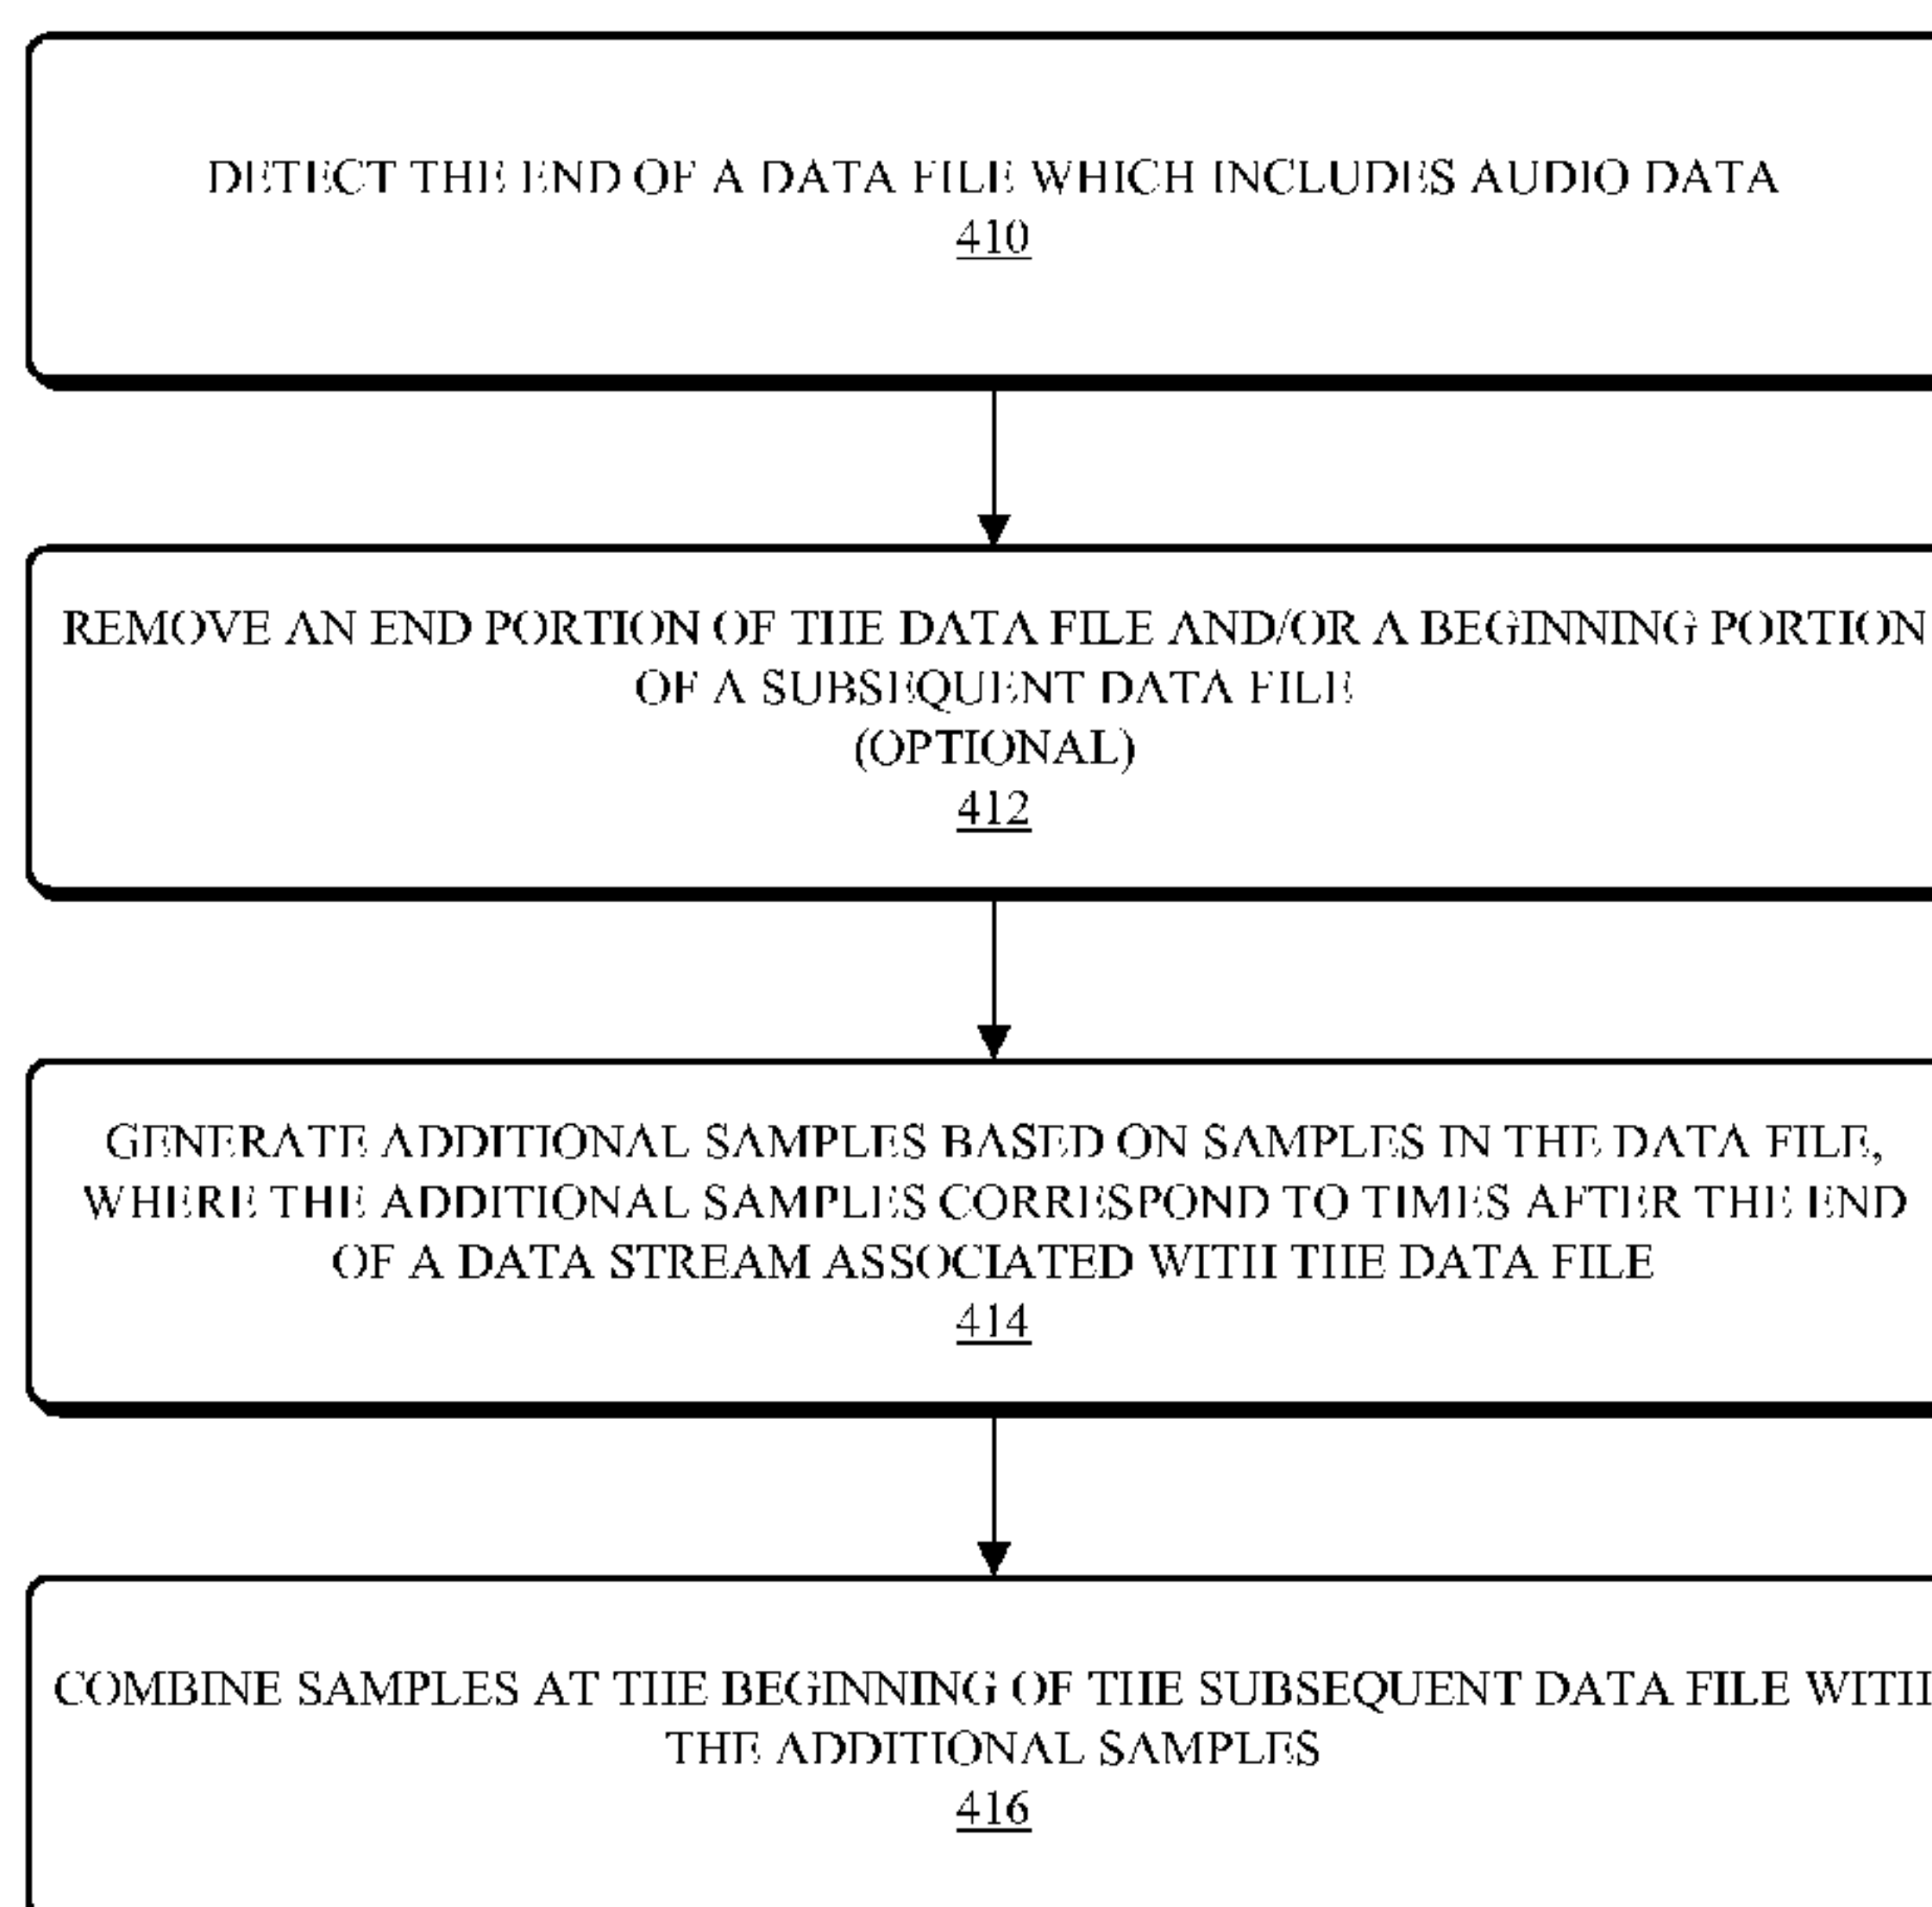 DETECT THE END OF A DATA FILE WHICH INCLUDES AUDIO DATA
410
REMOVE AN END PORTION OF THE DATA FILE AND/OR A BEGINNING PORTION
OF A SUBSEQUENT DATA FILE
(OPTIONAL)
412
GENERATE ADDITIONAL SAMPLES BASED ON SAMPLES IN THE DATA FILE,
WHERE THE ADDITIONAL SAMPLES CORRESPOND TO TIMES AFTER THE END
OF A DATA STREAM ASSOCIATED WITH THE DATA FILE
414
COMBINE SAMPLES AT THE BEGINNING OF THE SUBSEQUENT DATA FILE WITH
THE ADDITIONAL SAMPLES
416